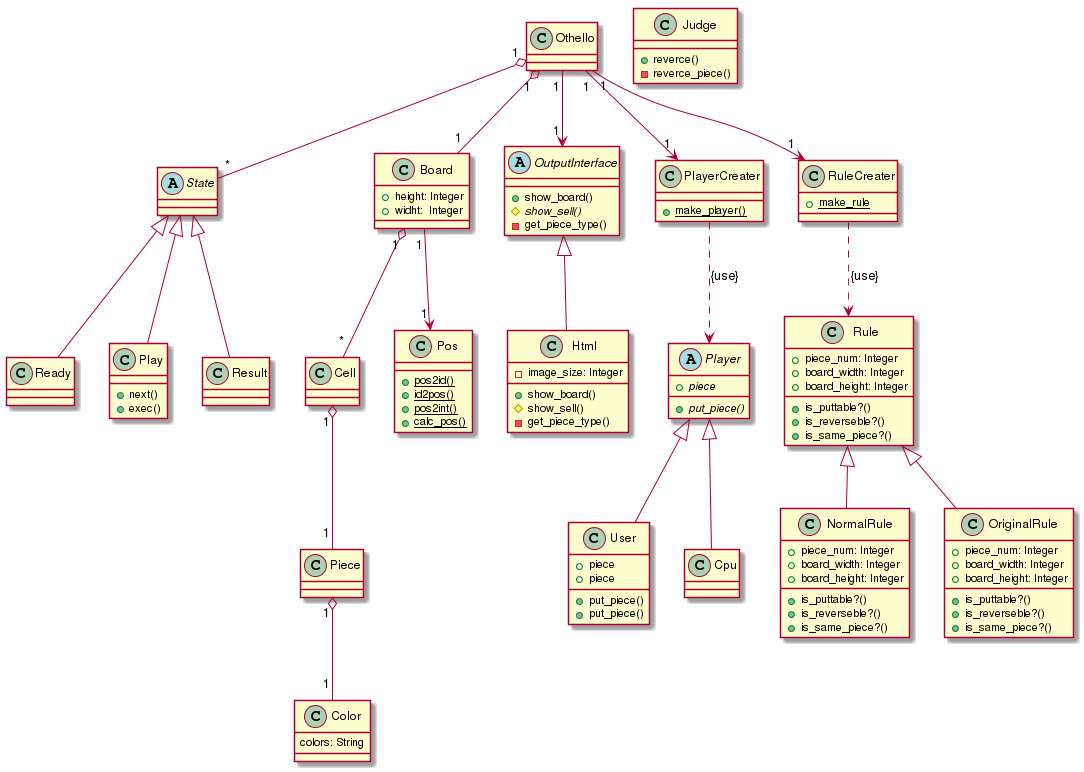 C Othello
C Judge
reverce()
reverce_piece()
1
1
1
1
1
*
1
1
1
1
A State
C Board
height: Integer
widht: Integer
A OutputInterface
show_board()
show_sell()
get_piece_type()
C PlayerCreater
make_player()
C RuleCreater
make_rule
1
1
{use}
{use}
*
1
C Ready
C Play
next()
exec()
C Result
C Cell
C Pos
pos2id()
id2pos()
pos2int()
calc_pos()
C Html
image_size: Integer
show_board()
show_sell()
get_piece_type()
A Player
piece
put_piece()
C Rule
piece_num: Integer
board_width: Integer
board_height: Integer
is_puttable?()
is_reverseble?()
is_same_piece?()
1
1
C Piece
C User
piece
piece
put_piece()
put_piece()
C Cpu
C NormalRule
piece_num: Integer
board_width: Integer
board_height: Integer
is_puttable?()
is_reverseble?()
is_same_piece?()
C OriginalRule
piece_num: Integer
board_width: Integer
board_height: Integer
is_puttable?()
is_reverseble?()
is_same_piece?()
1
1
C Color
colors: String